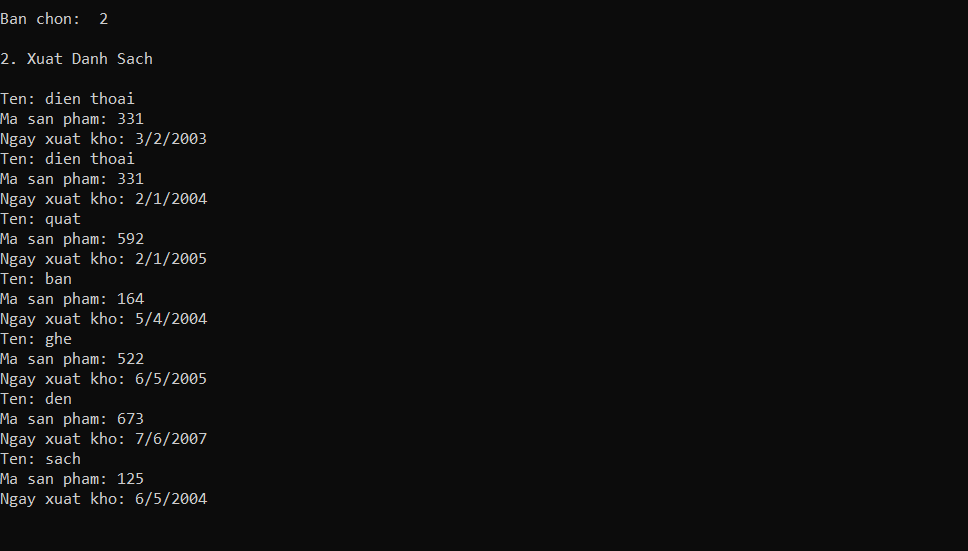 Ban chon:  2
2. Xuat Danh Sach
Ten: dien thoai
Ma san pham: 331
Ngay xuat kho: 3/2/2003
Ten: dien thoai
Ma san pham: 331
Ngay xuat kho: 2/1/2004
Ten: quat
Ma san pham: 592
Ngay xuat kho: 2/1/2005
Ten: ban
Ma san pham: 164
Ngay xuat kho: 5/4/2004
Ten: ghe
Ma san pham: 522
Ngay xuat kho: 6/5/2005
Ten: den
Ma san pham: 673
Ngay xuat kho: 7/6/2007
Ten: sach
Ma san pham: 125
Ngay xuat kho: 6/5/2004